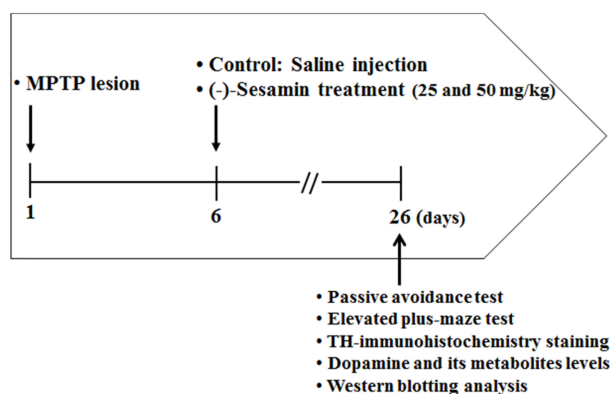 • Control: Saline injection
• MPTP lesion
• (-)-Sesamin treatment (25 and 50 mg/kg)
//
1
6
26 (days)
• Passive avoidance test
• Elevated plus-maze test
• TH-immunohistochemistry staining
• Dopamine and its metabolites levels
• Western blotting analysis